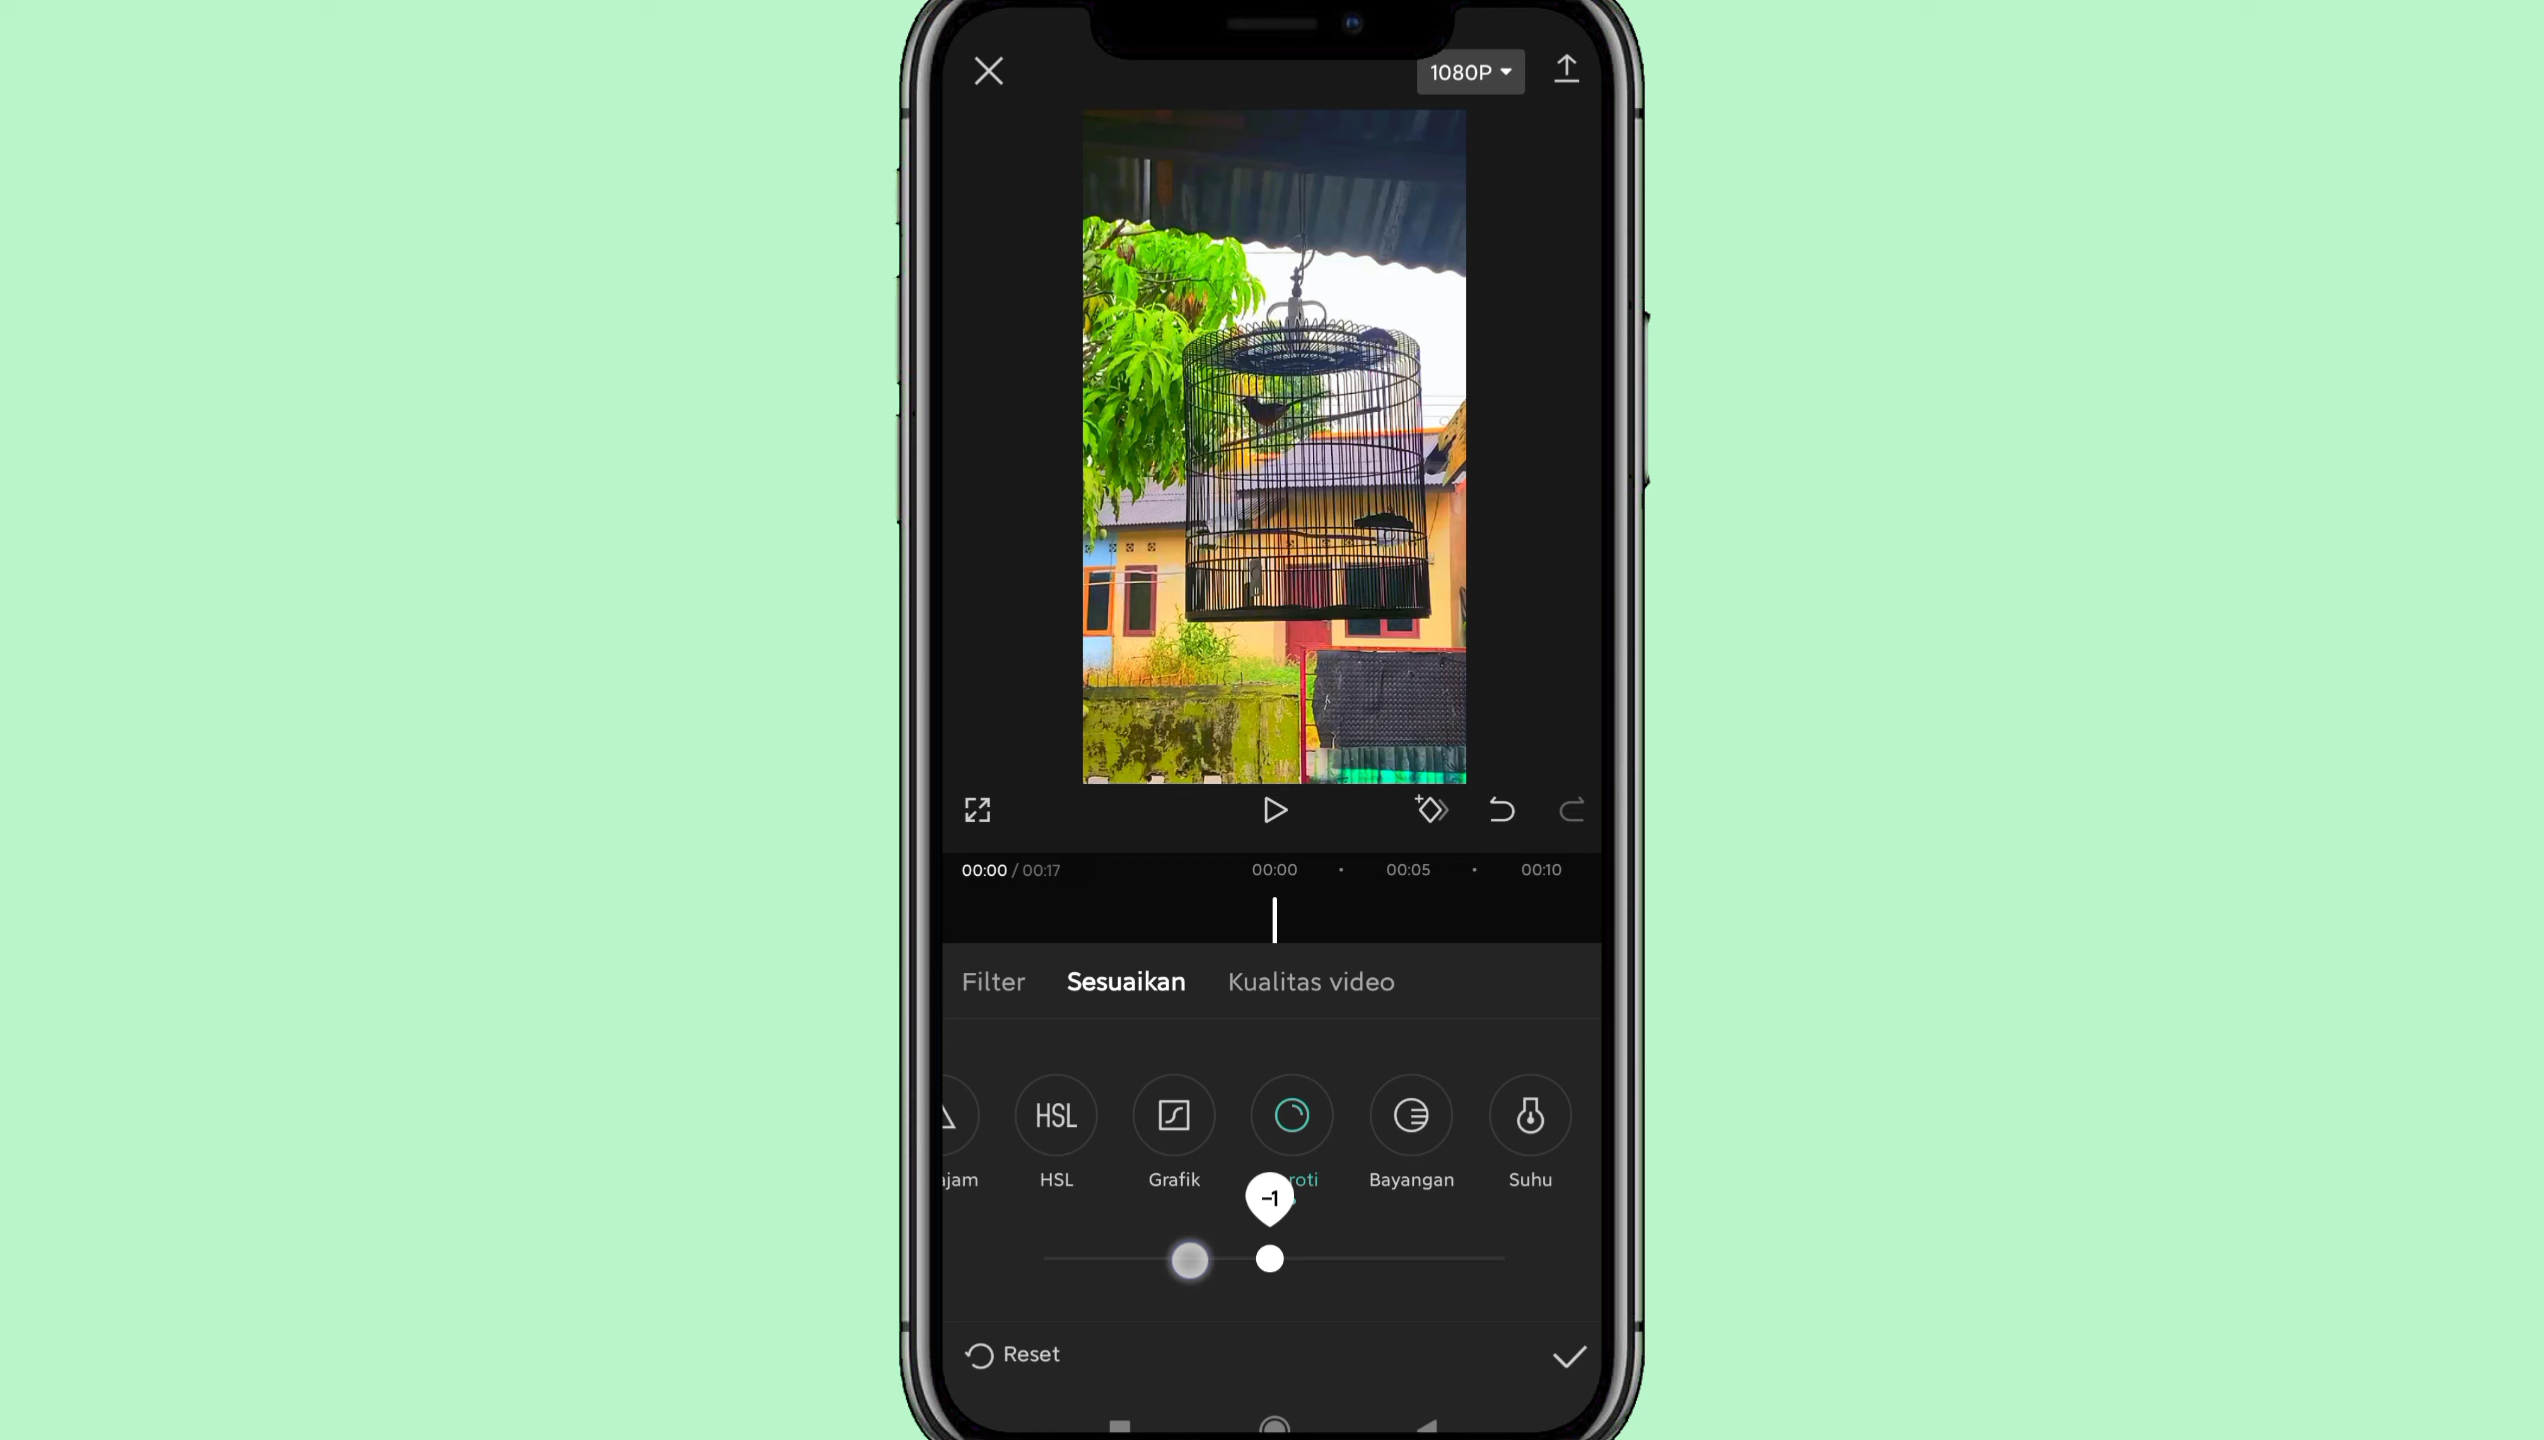 1080P
00:00 / 00:17
00:00
00:05
00:10
Filter
Sesuaikan
Kualitas video
HSL
ajam
HSL
Grafik
roti
Bayangan
Suhu
-1
Reset